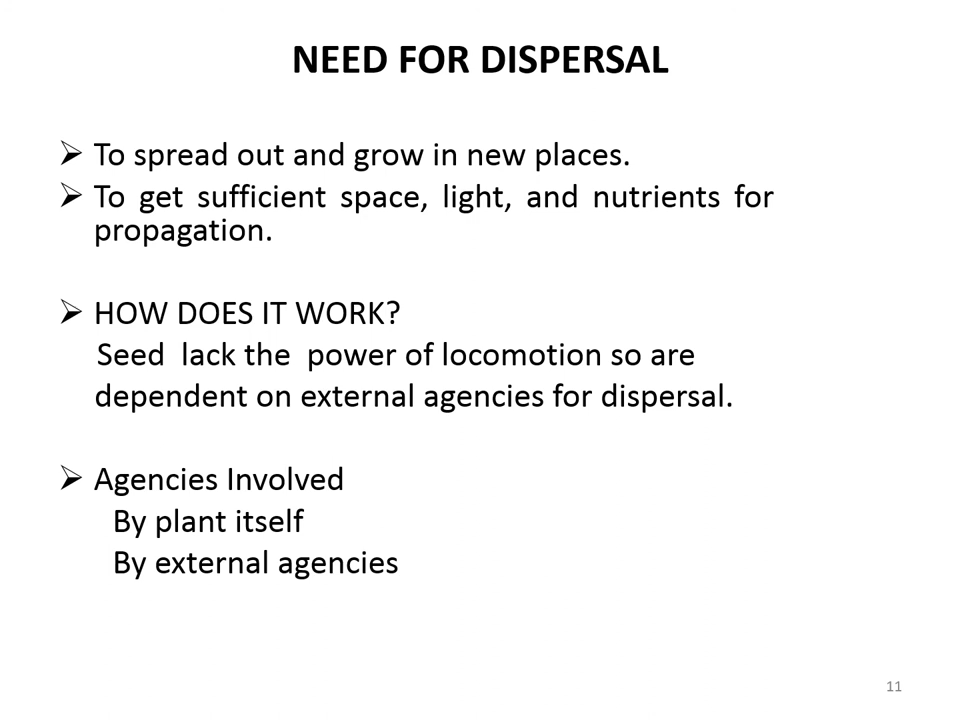 NEED FOR DISPERSAL
➢ To spread out and grow in new places.
➢ To get sufficient space, light, and nutrients for
propagation.
➢ HOW DOES IT WORK?
Seed lack the power of locomotion so are
dependent on external agencies for dispersal.
➢ Agencies Involved
By plant itself
By external agencies
11